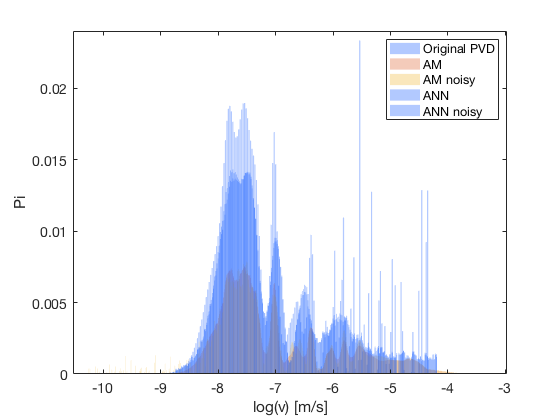 Original PVD
AM
AM noisy
ANN
ANN noisy
0.02
0.015
0.01
0.005
0
Pi
-10 -9 -8 -7 -6 -5 -4 -3
log(v) [m/s]